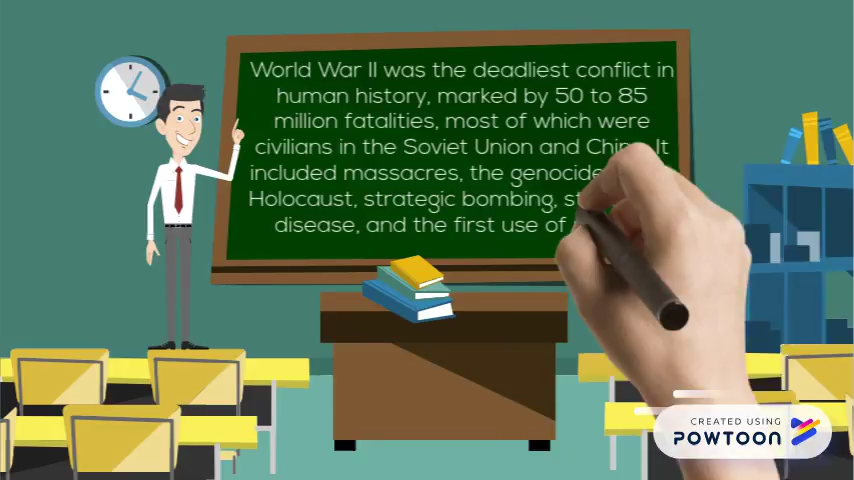 World War II was the deadliest conflict in
human history, marked by 50 to 85
million fatalities, most of which were
civilians in the Soviet Union and It
included massacres, the
Holocaust, strategic bombing,
disease, and the first use of
CREATED USING
POWTOON